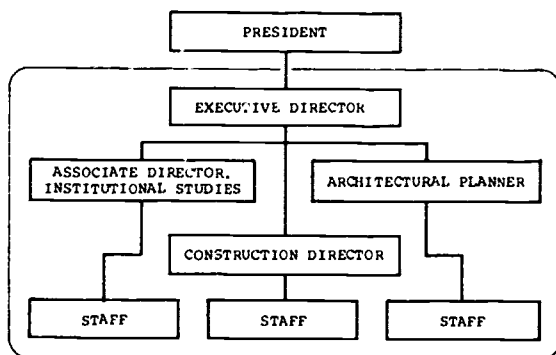 PRESIDENT
EXECUTIVE DIRECTOR
ASSOCIATE DIRECTOR.
INSTITUTIONAL STUDIES
ARCHITECTURAL PLANNER
CONSTRUCTION DIRECTOR
STAFF
STAFF
STAFF